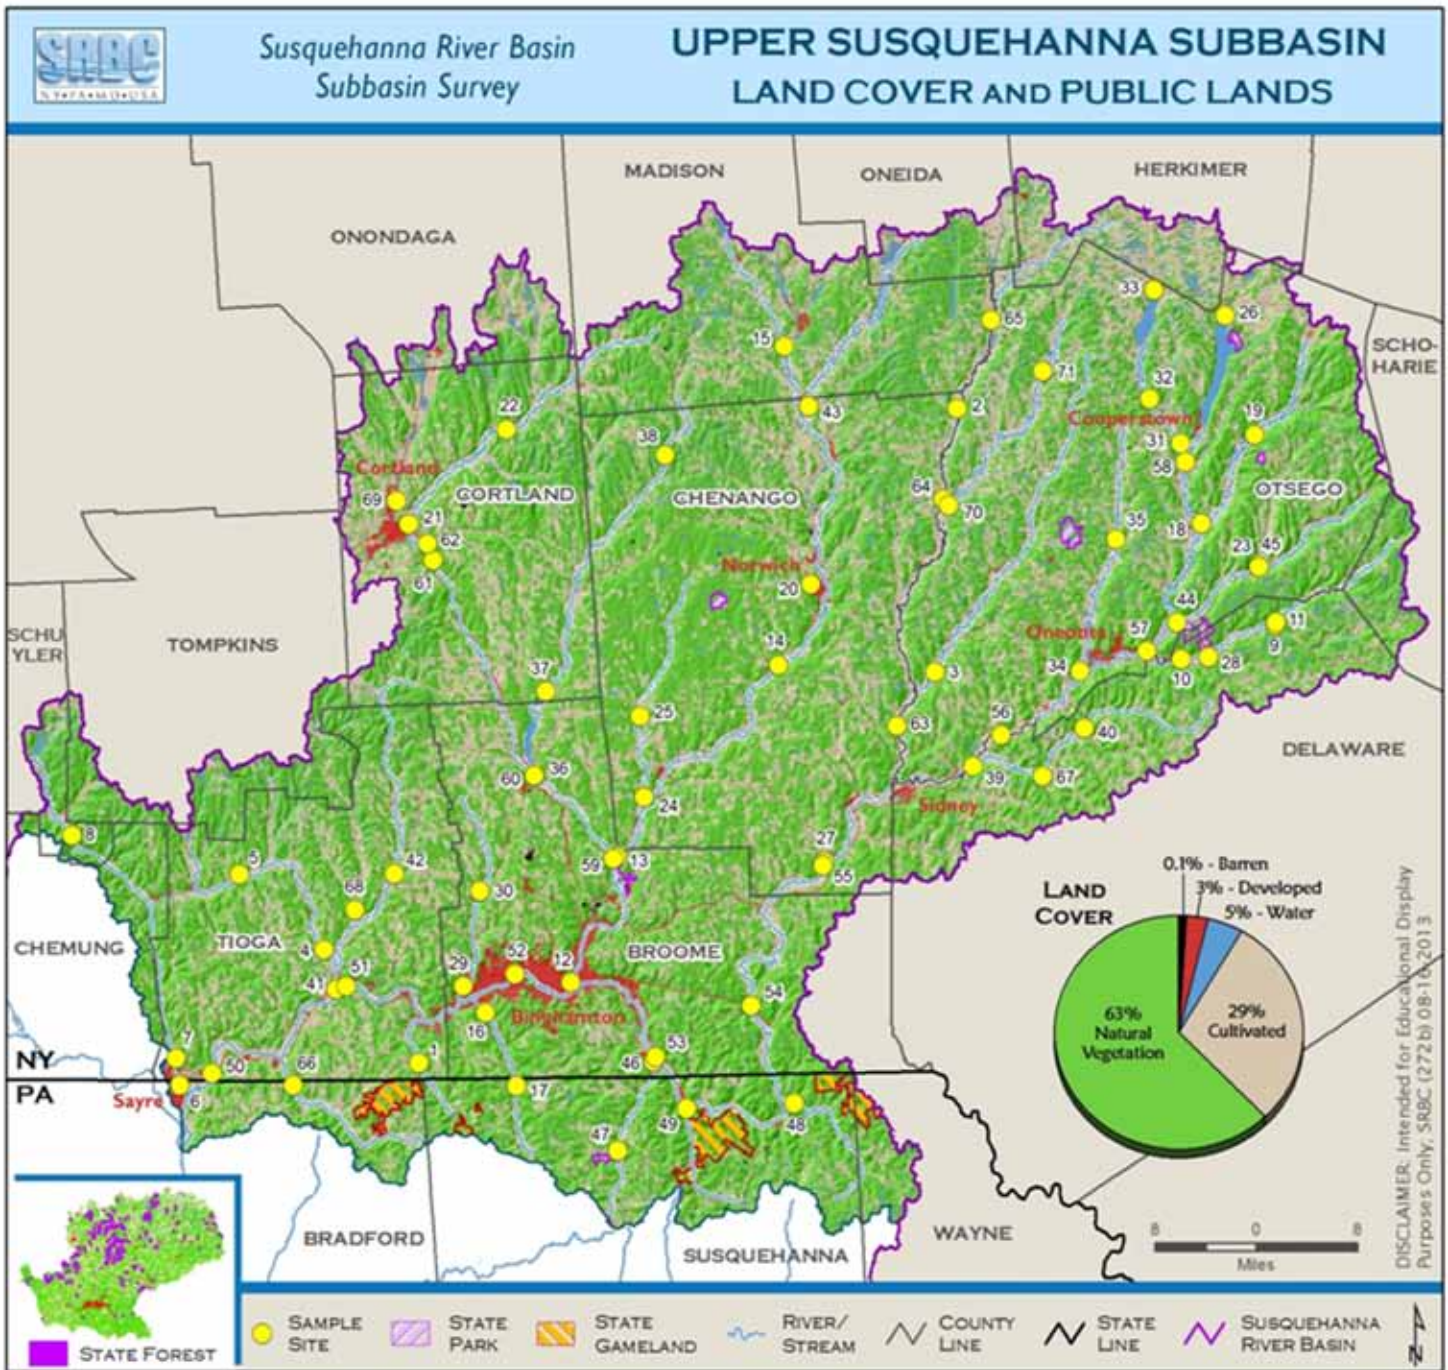 SRBC
NY•PA•MD•USA
Susquehanna River Basin
Subbasin Survey
UPPER SUSQUEHANNA SUBBASIN
LAND COVER AND PUBLIC LANDS
MADISON
ONEIDA
HERKIMER
ONONDAGA
33
26
65
15
SCHO-
HARIE
71
32
22
43
2
Cooperstown
19
38
31
58
Cortland
CORTLAND
CHENANGO
OTSEGO
69
64
70
21
18
35
62
23
45
61
Norwich
20
44
SCHU
YLER
TOMPKINS
Oneonta
57
11
9
14
3
34
10
28
37
25
63
56
40
DELAWARE
60
36
39
67
24
Sidney
8
59
13
27
55
5
42
30
68
CHEMUNG
TIOGA
4
BROOME
52
12
29
41
51
54
16
Binghamton
7
50
66
1
53
46
NY
PA
Sayre
6
17
49
48
47
BRADFORD
SUSQUEHANNA
WAYNE
LAND
COVER
0.1% - Barren
3% - Developed
5% - Water
63%
Natural
Vegetation
29%
Cultivated
8
0
8
Miles
DISCLAIMER: Intended for Educational Display
Purposes Only, SRBC (272b) 08-16-2013
STATE FOREST
SAMPLE
SITE
STATE
PARK
STATE
GAMELAND
RIVER/
STREAM
COUNTY
LINE
STATE
LINE
SUSQUEHANNA
RIVER BASIN
N